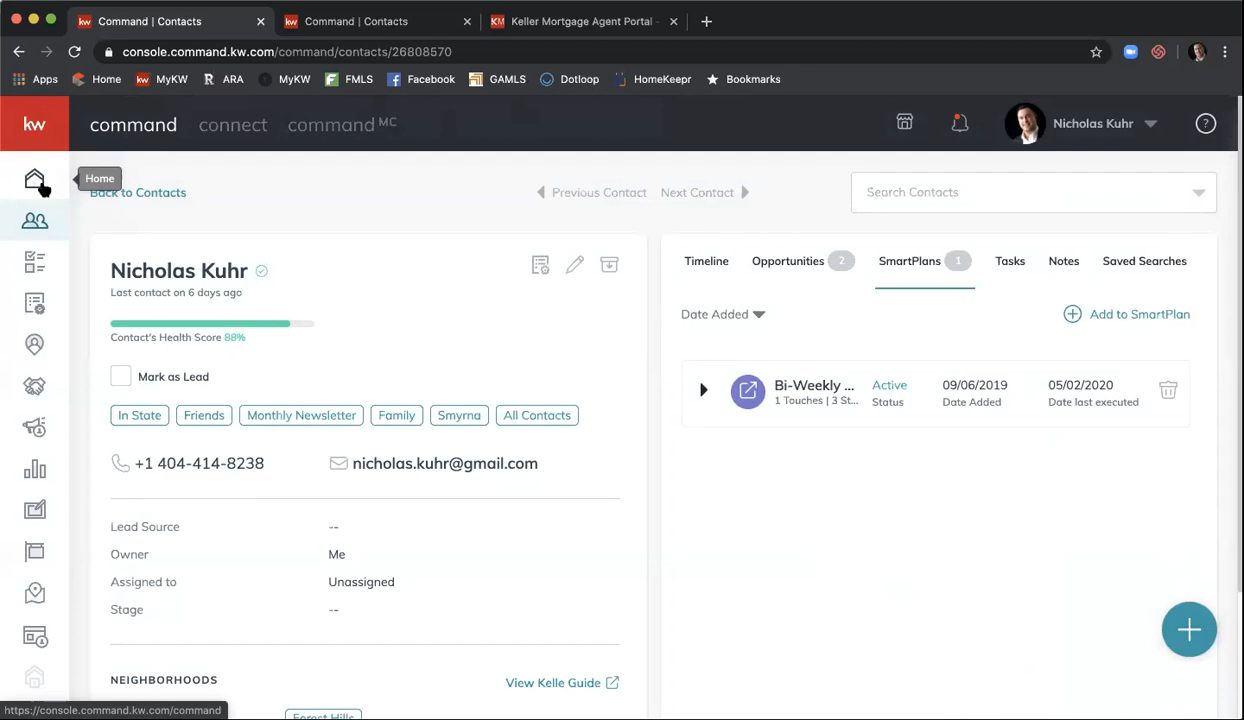 kw Command | Contacts × kw Command | Contacts × KM Keller Mortgage Agent Portal - × +
console.command.kw.com/command/contacts/26808570
Apps Home kw MyKW R ARA MyKW F FMLS f Facebook GAMLS Dotloop HomeKeepr Bookmarks
kw command connect command MC Nicholas Kuhr ?
Home
Back to Contacts Previous Contact Next Contact Search Contacts
Nicholas Kuhr
Last contact on 6 days ago
Contact's Health Score 88%
Mark as Lead
In State Friends Monthly Newsletter Family Smyrna All Contacts
+1 404-414-8238 nicholas.kuhr@gmail.com
Lead Source --
Owner Me
Assigned to Unassigned
Stage --
NEIGHBORHOODS View Kelle Guide
Forest Hills
Timeline Opportunities 2 SmartPlans 1 Tasks Notes Saved Searches
Date Added Add to SmartPlan
Bi-Weekly ... Active 09/06/2019 05/02/2020
1 Touches | 3 St... Status Date Added Date last executed
https://console.command.kw.com/command